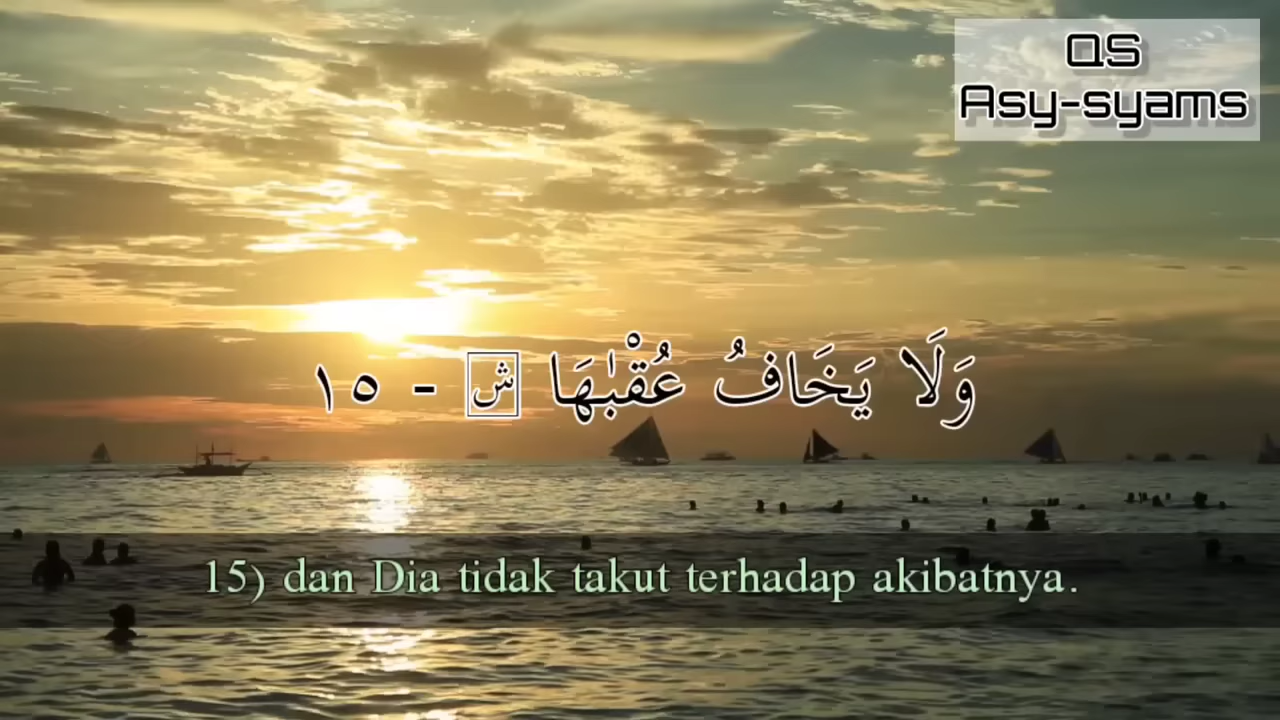 QS
Asy-syams
وَلَا يَخَافُ عُقْبٰهَا ࣖ - ١٥
15) dan Dia tidak takut terhadap akibatnya.